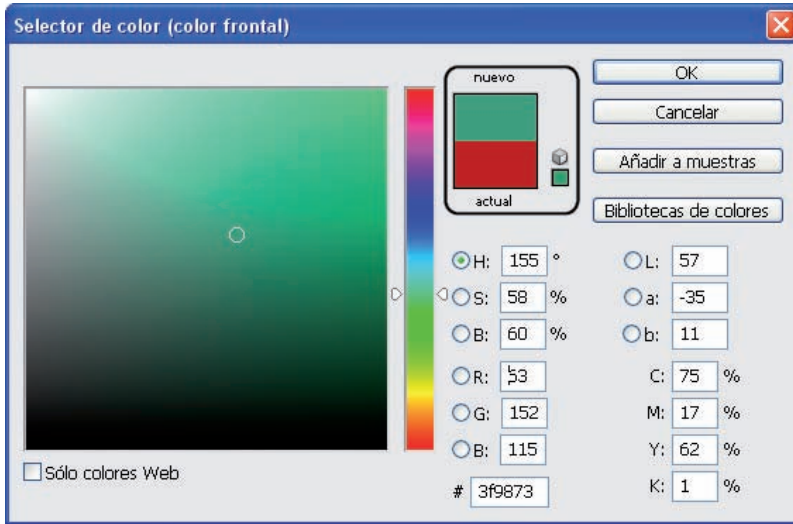 Selector de color (color frontal)
nuevo
actual
OK
Cancelar
Añadir a muestras
Bibliotecas de colores
H: 155 °
S: 58 %
B: 60 %
R: 63
G: 152
B: 115
# 3f9873
L: 57
a: -35
b: 11
C: 75 %
M: 17 %
Y: 62 %
K: 1 %
Sólo colores Web